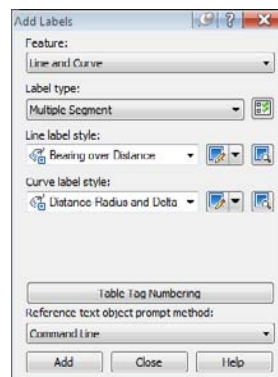 Add Labels
Feature:
Line and Curve
Label type:
Multiple Segment
Line label style:
Bearing over Distance
Curve label style:
Distance Radius and Delta
Table Tag Numbering
Reference text object prompt method:
Command Line
Add Close Help